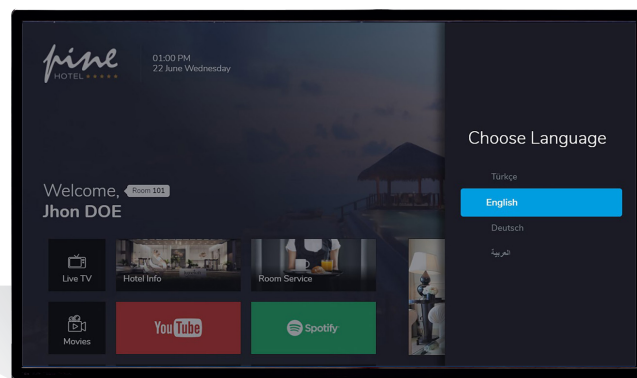 pine
HOTEL
01:00 PM
22 June Wednesday
Welcome, Room 101
Jhon DOE
Live TV
Hotel Info
Room Service
Movies
YouTube
Spotify
Choose Language
Türkçe
English
Deutsch
العربية